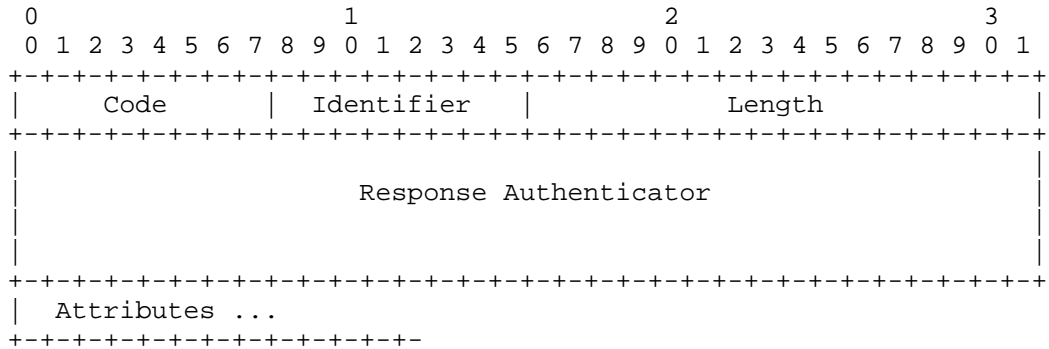 0                   1                   2                   3
 0 1 2 3 4 5 6 7 8 9 0 1 2 3 4 5 6 7 8 9 0 1 2 3 4 5 6 7 8 9 0 1
+-+-+-+-+-+-+-+-+-+-+-+-+-+-+-+-+-+-+-+-+-+-+-+-+-+-+-+-+-+-+-+-+
|     Code      |  Identifier   |            Length             |
+-+-+-+-+-+-+-+-+-+-+-+-+-+-+-+-+-+-+-+-+-+-+-+-+-+-+-+-+-+-+-+-+
|                                                               |
|                     Response Authenticator                    |
|                                                               |
|                                                               |
+-+-+-+-+-+-+-+-+-+-+-+-+-+-+-+-+-+-+-+-+-+-+-+-+-+-+-+-+-+-+-+-+
|  Attributes ...
+-+-+-+-+-+-+-+-+-+-+-+-+-